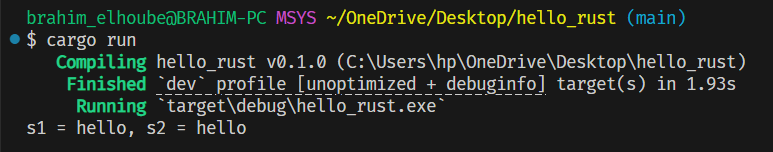 brahim_elhoube@BRAHIM-PC MSYS ~/OneDrive/Desktop/hello_rust (main)
$ cargo run
   Compiling hello_rust v0.1.0 (C:\Users\hp\OneDrive\Desktop\hello_rust)
    Finished `dev` profile [unoptimized + debuginfo] target(s) in 1.93s
     Running `target\debug\hello_rust.exe`
s1 = hello, s2 = hello